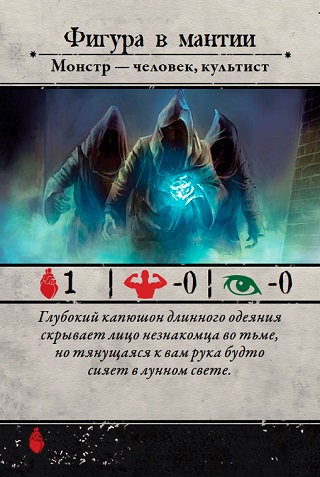 Фигура в мантии
Монстр — человек, культист
1 | -0 | -0
Глубокий капюшон длинного одеяния
скрывает лицо незнакомца во тьме,
но тянущаяся к вам рука будто
сияет в лунном свете.